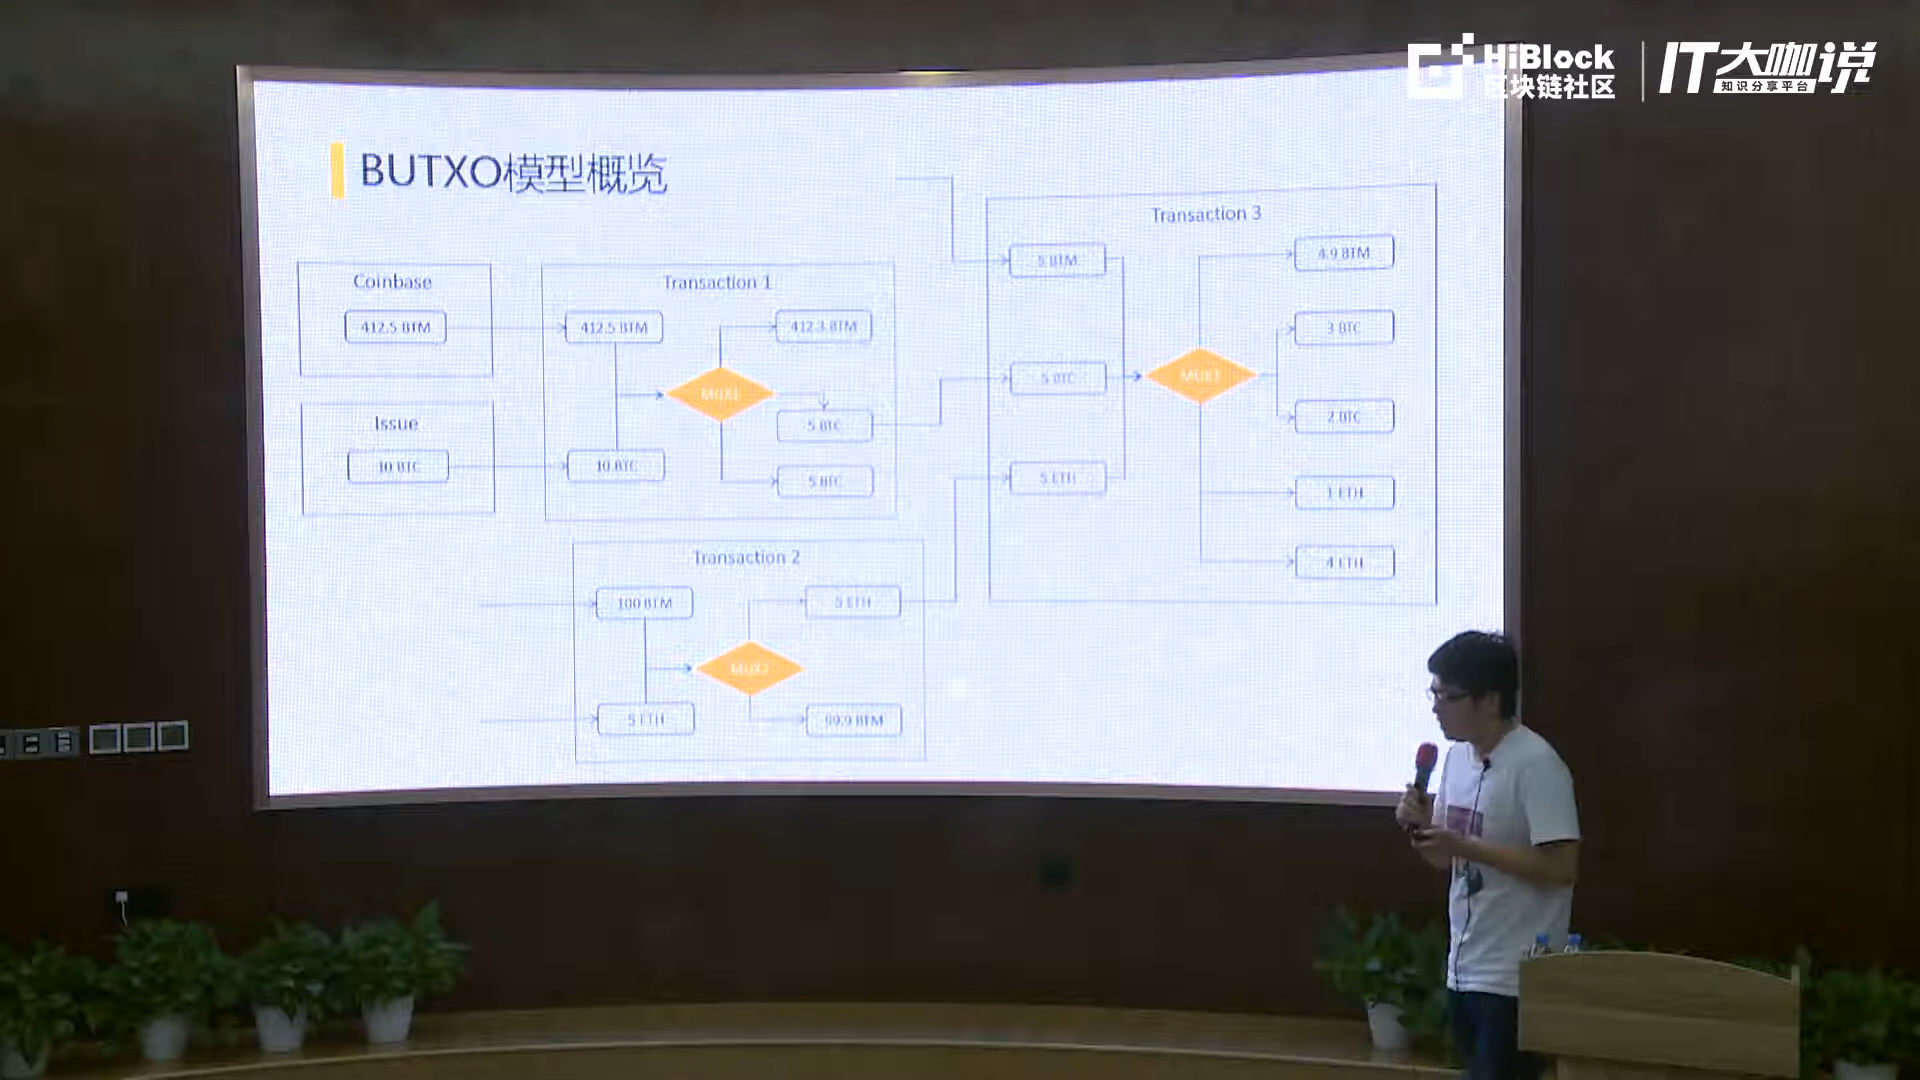 HiBlock
区块链社区
IT大咖说
知识分享平台
BUTXO模型概览
Coinbase
412.5 BTM
Issue
10 BTC
Transaction 1
412.5 BTM
10 BTC
MUX1
412.3 BTM
5 BTC
5 BTC
Transaction 2
100 BTM
5 ETH
MUX2
5 ETH
99.9 BTM
Transaction 3
5 BTM
5 BTC
5 ETH
MUX3
4.9 BTM
3 BTC
2 BTC
1 ETH
4 ETH